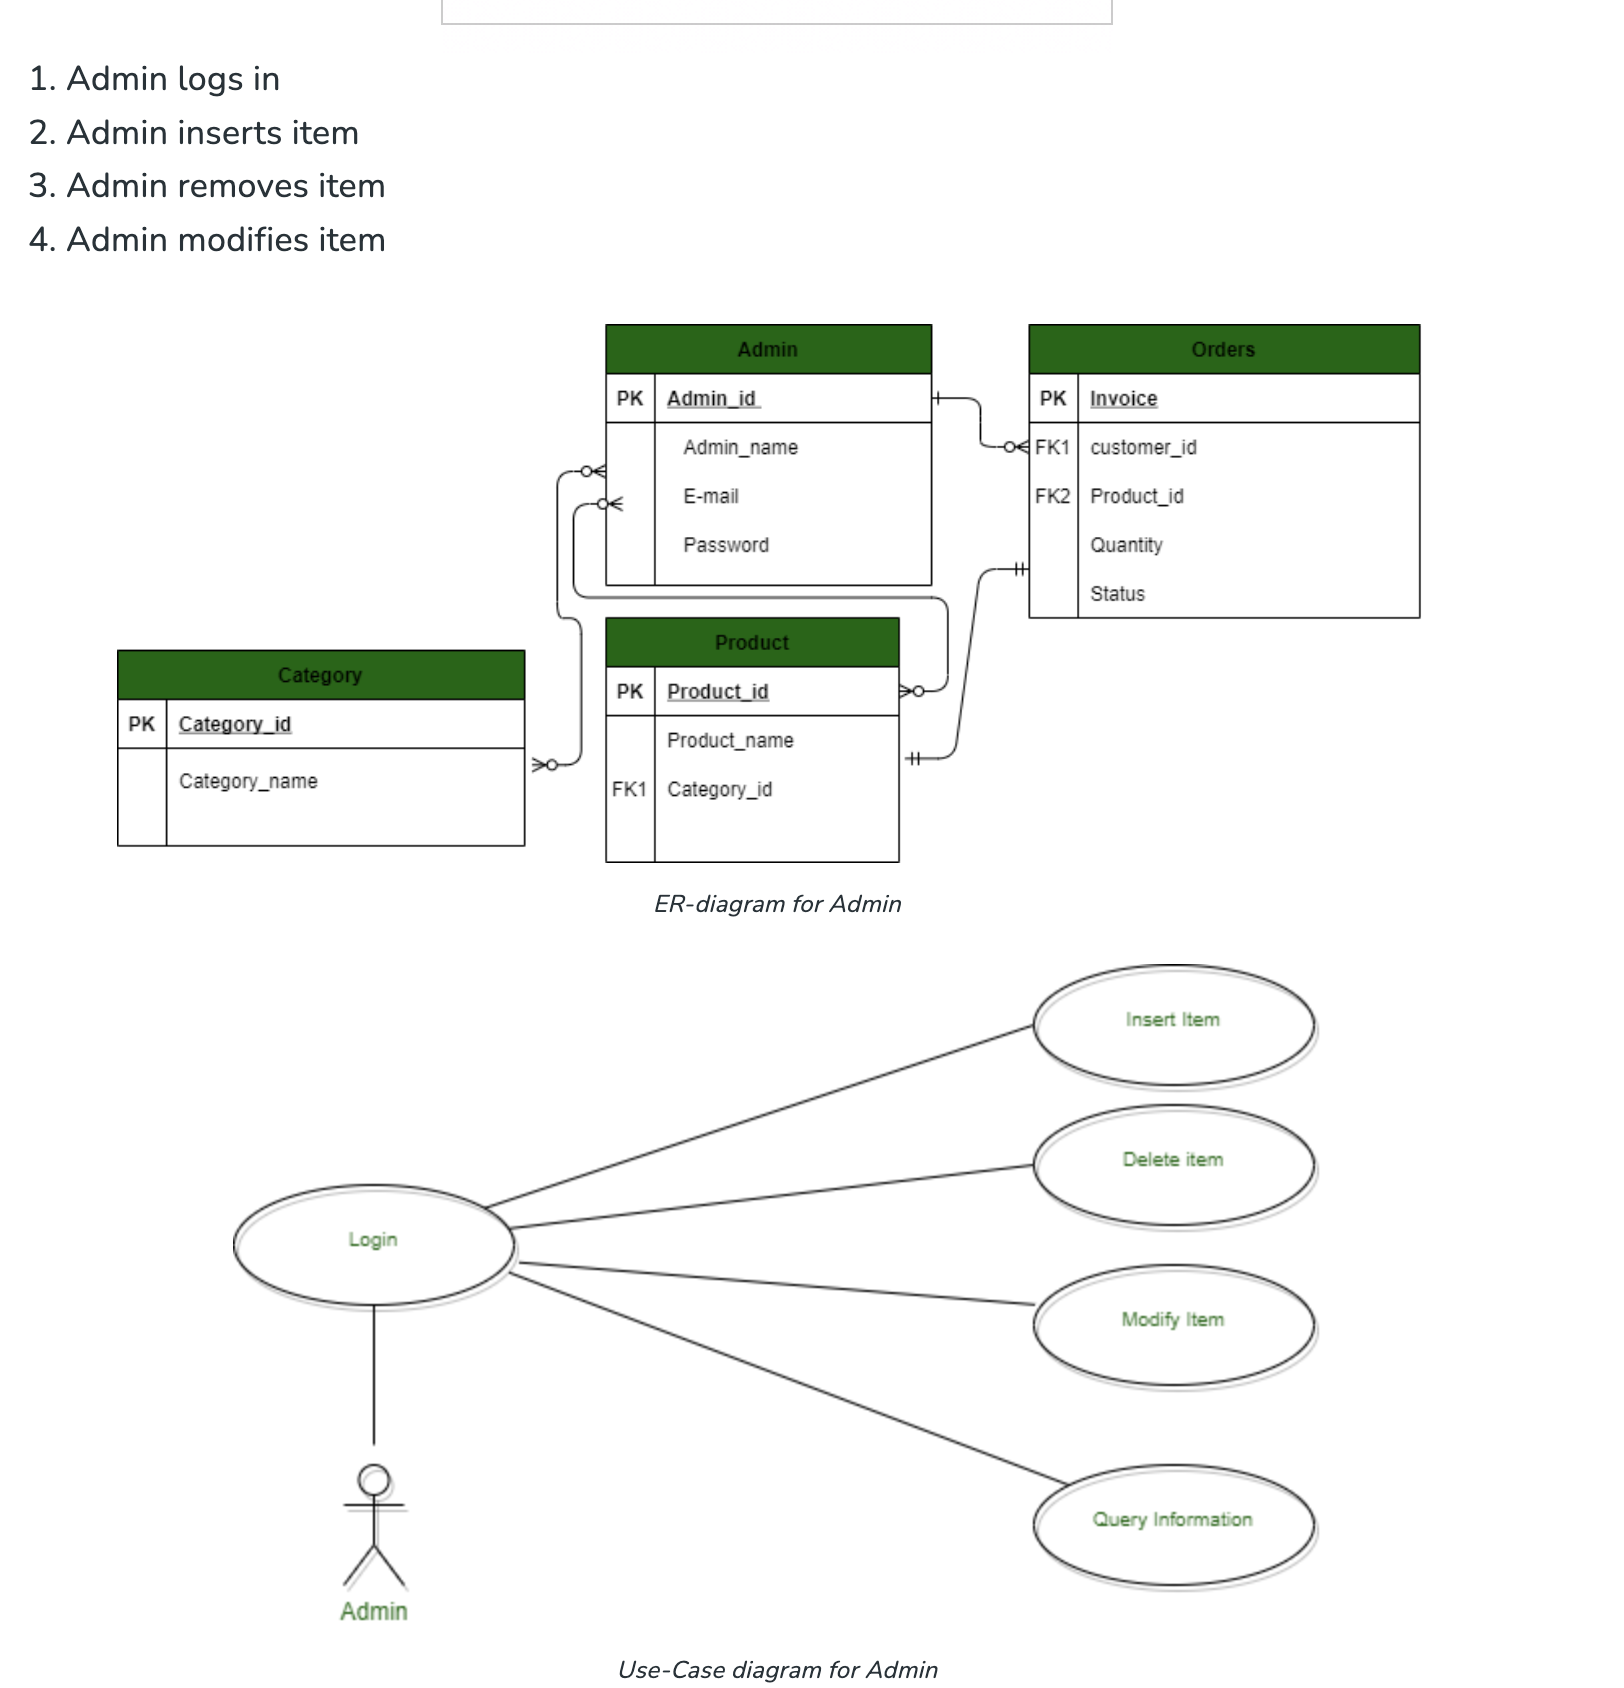 1. Admin logs in
2. Admin inserts item
3. Admin removes item
4. Admin modifies item
Admin
PK Admin_id
Admin_name
E-mail
Password
Orders
PK Invoice
FK1 customer_id
FK2 Product_id
Quantity
Status
Category
PK Category_id
Category_name
Product
PK Product_id
Product_name
FK1 Category_id
ER-diagram for Admin
Insert Item
Delete item
Login
Modify Item
Query Information
Admin
Use-Case diagram for Admin